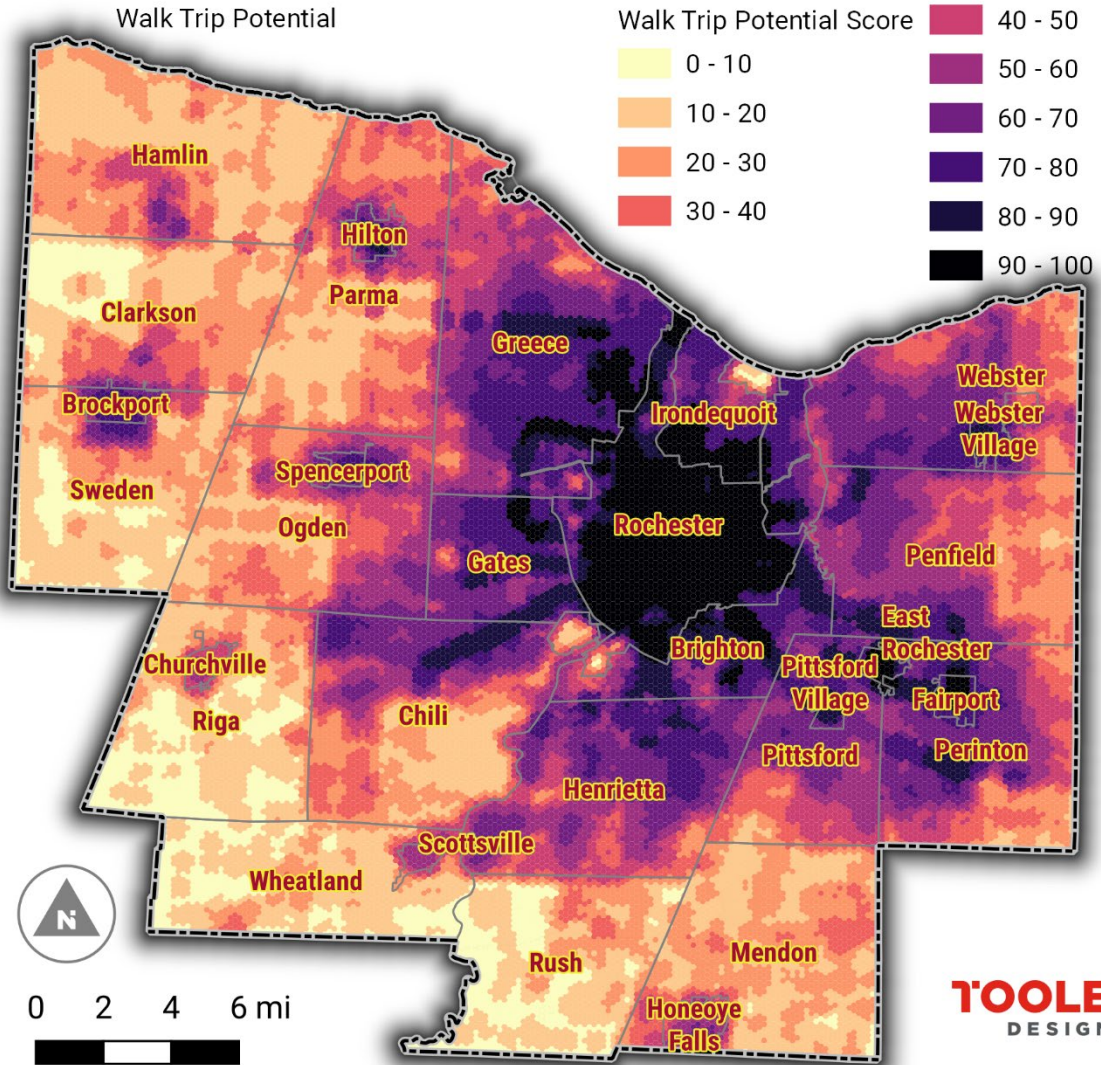 Walk Trip Potential
Walk Trip Potential Score
0 - 10
10 - 20
20 - 30
30 - 40
40 - 50
50 - 60
60 - 70
70 - 80
80 - 90
90 - 100
Hamlin
Hilton
Clarkson
Parma
Greece
Webster
Brockport
Irondequoit
Webster
Village
Spencerport
Sweden
Ogden
Rochester
Gates
Penfield
East
Rochester
Churchville
Brighton
Pittsford
Village
Fairport
Riga
Chili
Pittsford
Perinton
Henrietta
Scottsville
Wheatland
Rush
Mendon
Honeoye
Falls
N
0 2 4 6 mi
TOOLE
DESIGN